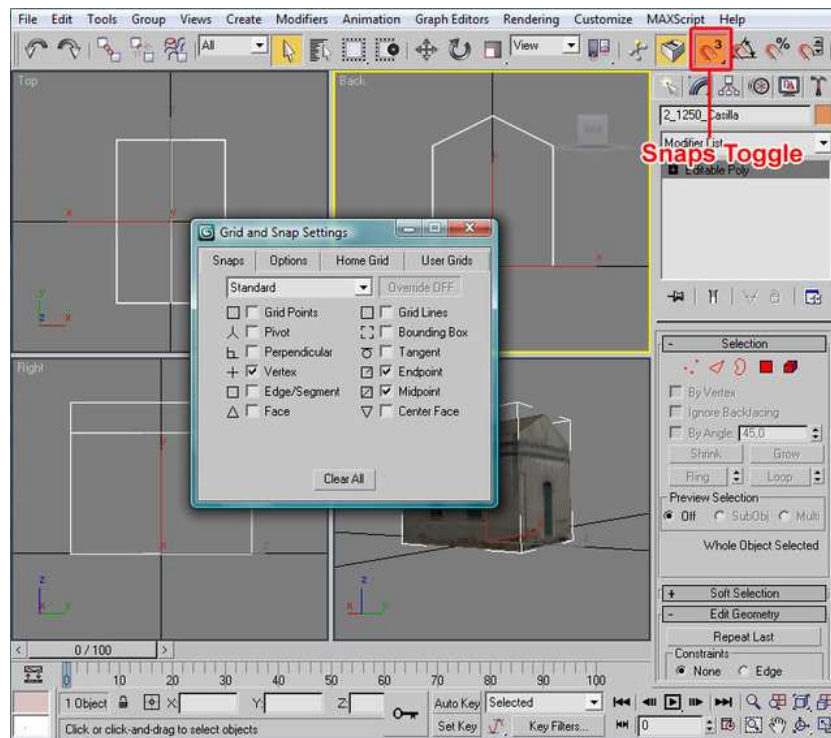 File Edit Tools Group Views Create Modifiers Animation Graph Editors Rendering Customize MAXScript Help
All
View
3
%
Top
Back
2_1250_Casilla
Modifier List
Snaps Toggle
Editable Poly
Grid and Snap Settings
Snaps Options Home Grid User Grids
Standard Override OFF
Grid Points Grid Lines
Pivot Bounding Box
Perpendicular Tangent
Vertex Endpoint
Edge/Segment Midpoint
Face Center Face
Clear All
Right
Selection
By Vertex
Ignore Backfacing
By Angle: 45,0
Shrink Grow
Ring Loop
Preview Selection
Off SubObj Multi
Whole Object Selected
+ Soft Selection
- Edit Geometry
Repeat Last
Constraints
None Edge
0 / 100
0 10 20 30 40 50 60 70 80 90 100
1 Object X: Y: Z: Auto Key Selected
Click or click-and-drag to select objects Set Key Key Filters... 0